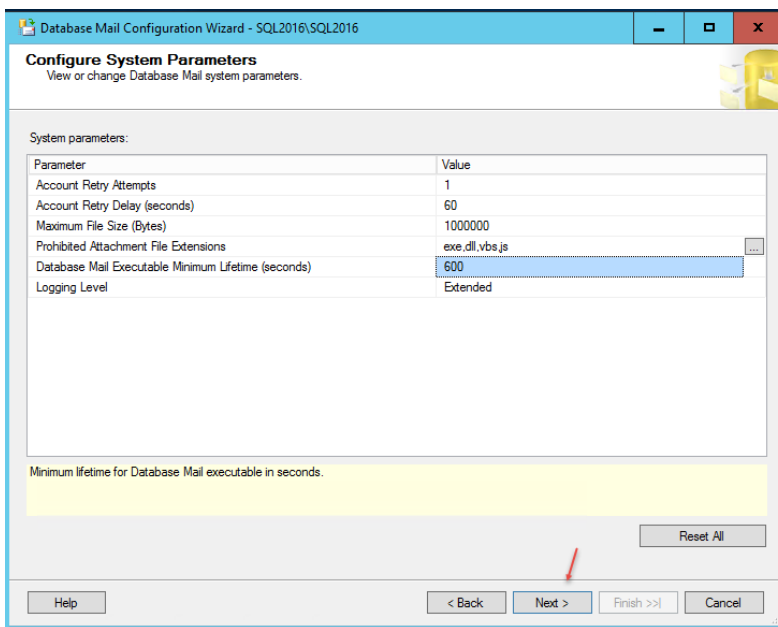 Database Mail Configuration Wizard - SQL2016\SQL2016
Configure System Parameters
View or change Database Mail system parameters.
System parameters:
Parameter Value
Account Retry Attempts 1
Account Retry Delay (seconds) 60
Maximum File Size (Bytes) 1000000
Prohibited Attachment File Extensions exe,dll,vbs,js ...
Database Mail Executable Minimum Lifetime (seconds) 600
Logging Level Extended
Minimum lifetime for Database Mail executable in seconds.
Reset All
Help < Back Next > Finish >>| Cancel